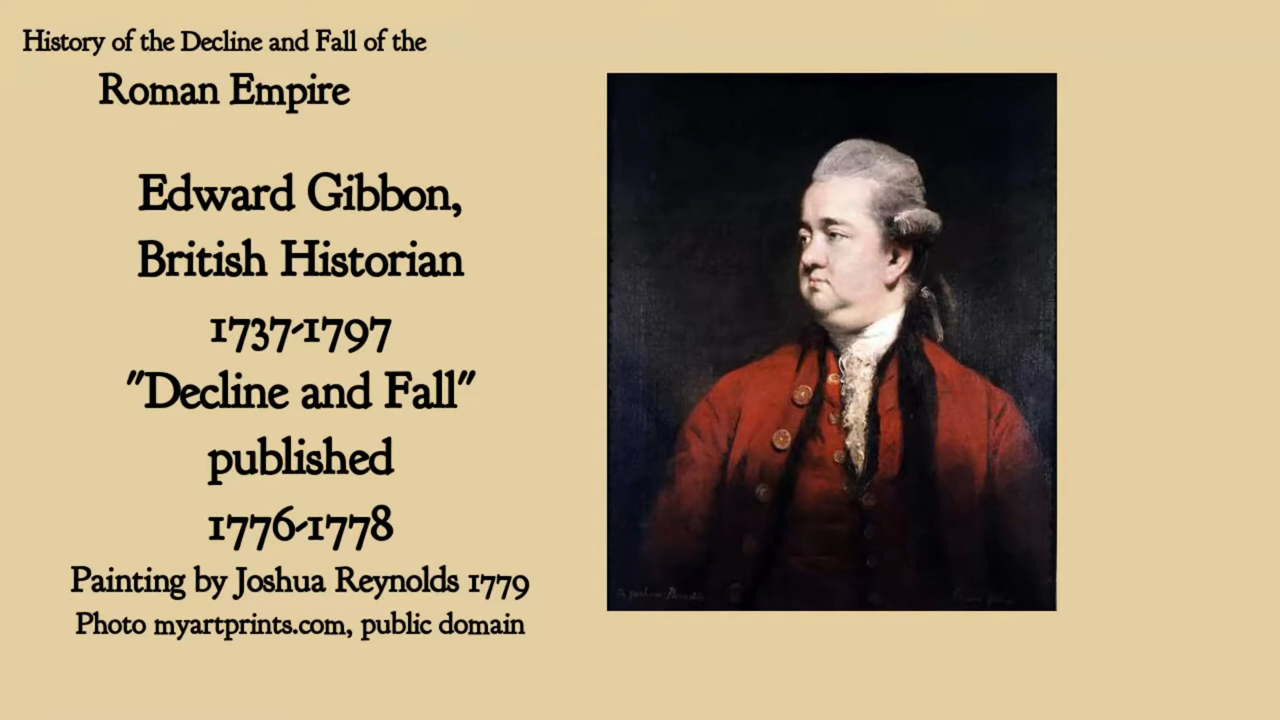 History of the Decline and Fall of the
Roman Empire
Edward Gibbon,
British Historian
1737-1797
"Decline and Fall"
published
1776-1778
Painting by Joshua Reynolds 1779
Photo myartprints.com, public domain